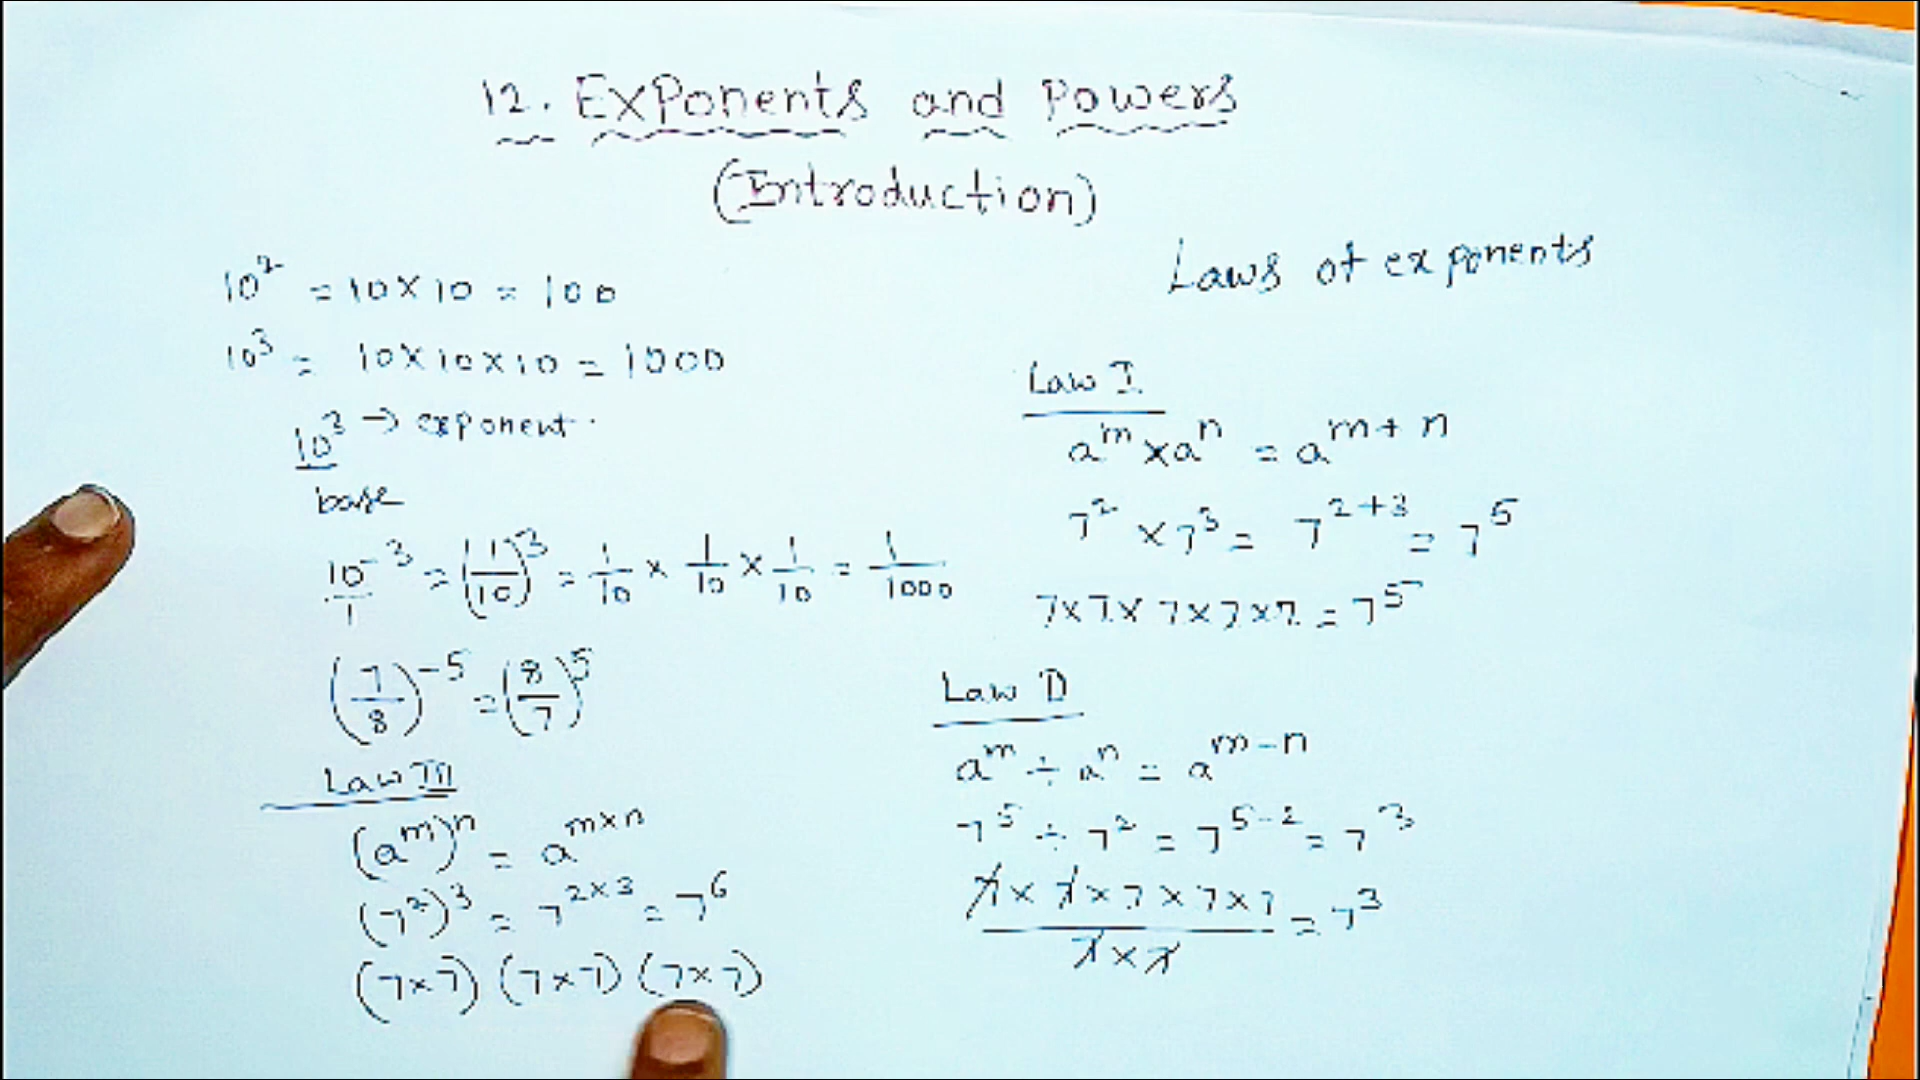 12. Exponents and Powers
(Introduction)
10² = 10 × 10 = 100
10³ = 10 × 10 × 10 = 1000
10³ → exponent.
base
10⁻³/1 = (1/10)³ = 1/10 × 1/10 × 1/10 = 1/1000
(7/8)⁻⁵ = (8/7)⁵
Law III
(aᵐ)ⁿ = aᵐˣⁿ
(7²)³ = 7²ˣ³ = 7⁶
(7×7) (7×7) (7×7)
Laws of exponents
Law I
aᵐ × aⁿ = aᵐ⁺ⁿ
7² × 7³ = 7²⁺³ = 7⁵
7×7×7×7×7 = 7⁵
Law II
aᵐ ÷ aⁿ = aᵐ⁻ⁿ
7⁵ ÷ 7² = 7⁵⁻² = 7³
7×7×7×7×7 / 7×7 = 7³